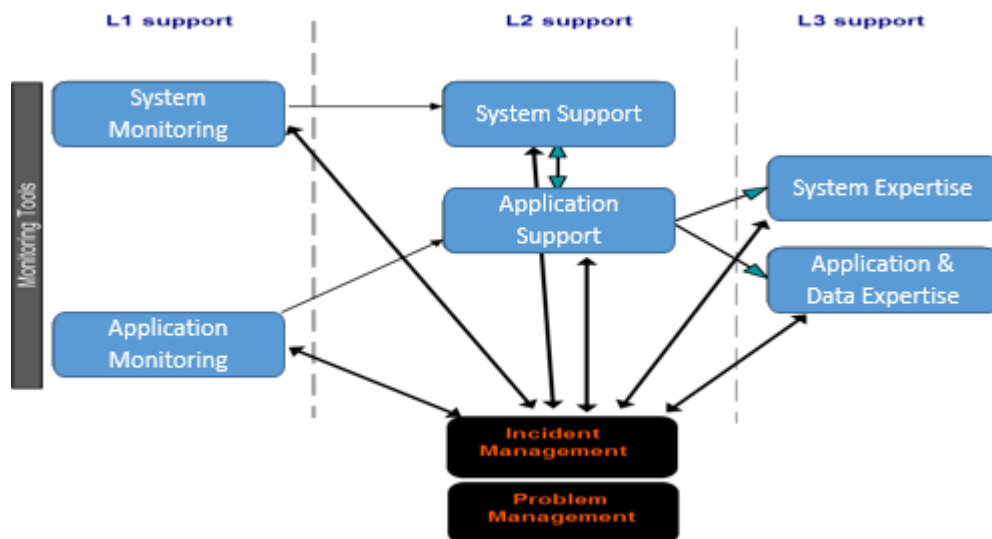 L1 support
L2 support
L3 support
Monitoring Tools
System
Monitoring
System Support
Application
Support
System Expertise
Application &
Data Expertise
Application
Monitoring
Incident
Management
Problem
Management